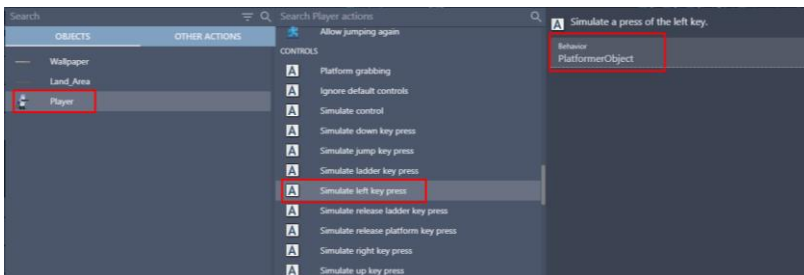 Search
OBJECTS
OTHER ACTIONS
Wallpaper
Land_Area
Player
Search Player actions
Allow jumping again
CONTROLS
Platform grabbing
Ignore default controls
Simulate control
Simulate down key press
Simulate jump key press
Simulate ladder key press
Simulate left key press
Simulate release ladder key press
Simulate release platform key press
Simulate right key press
Simulate up key press
Simulate a press of the left key.
Behavior
PlatformerObject